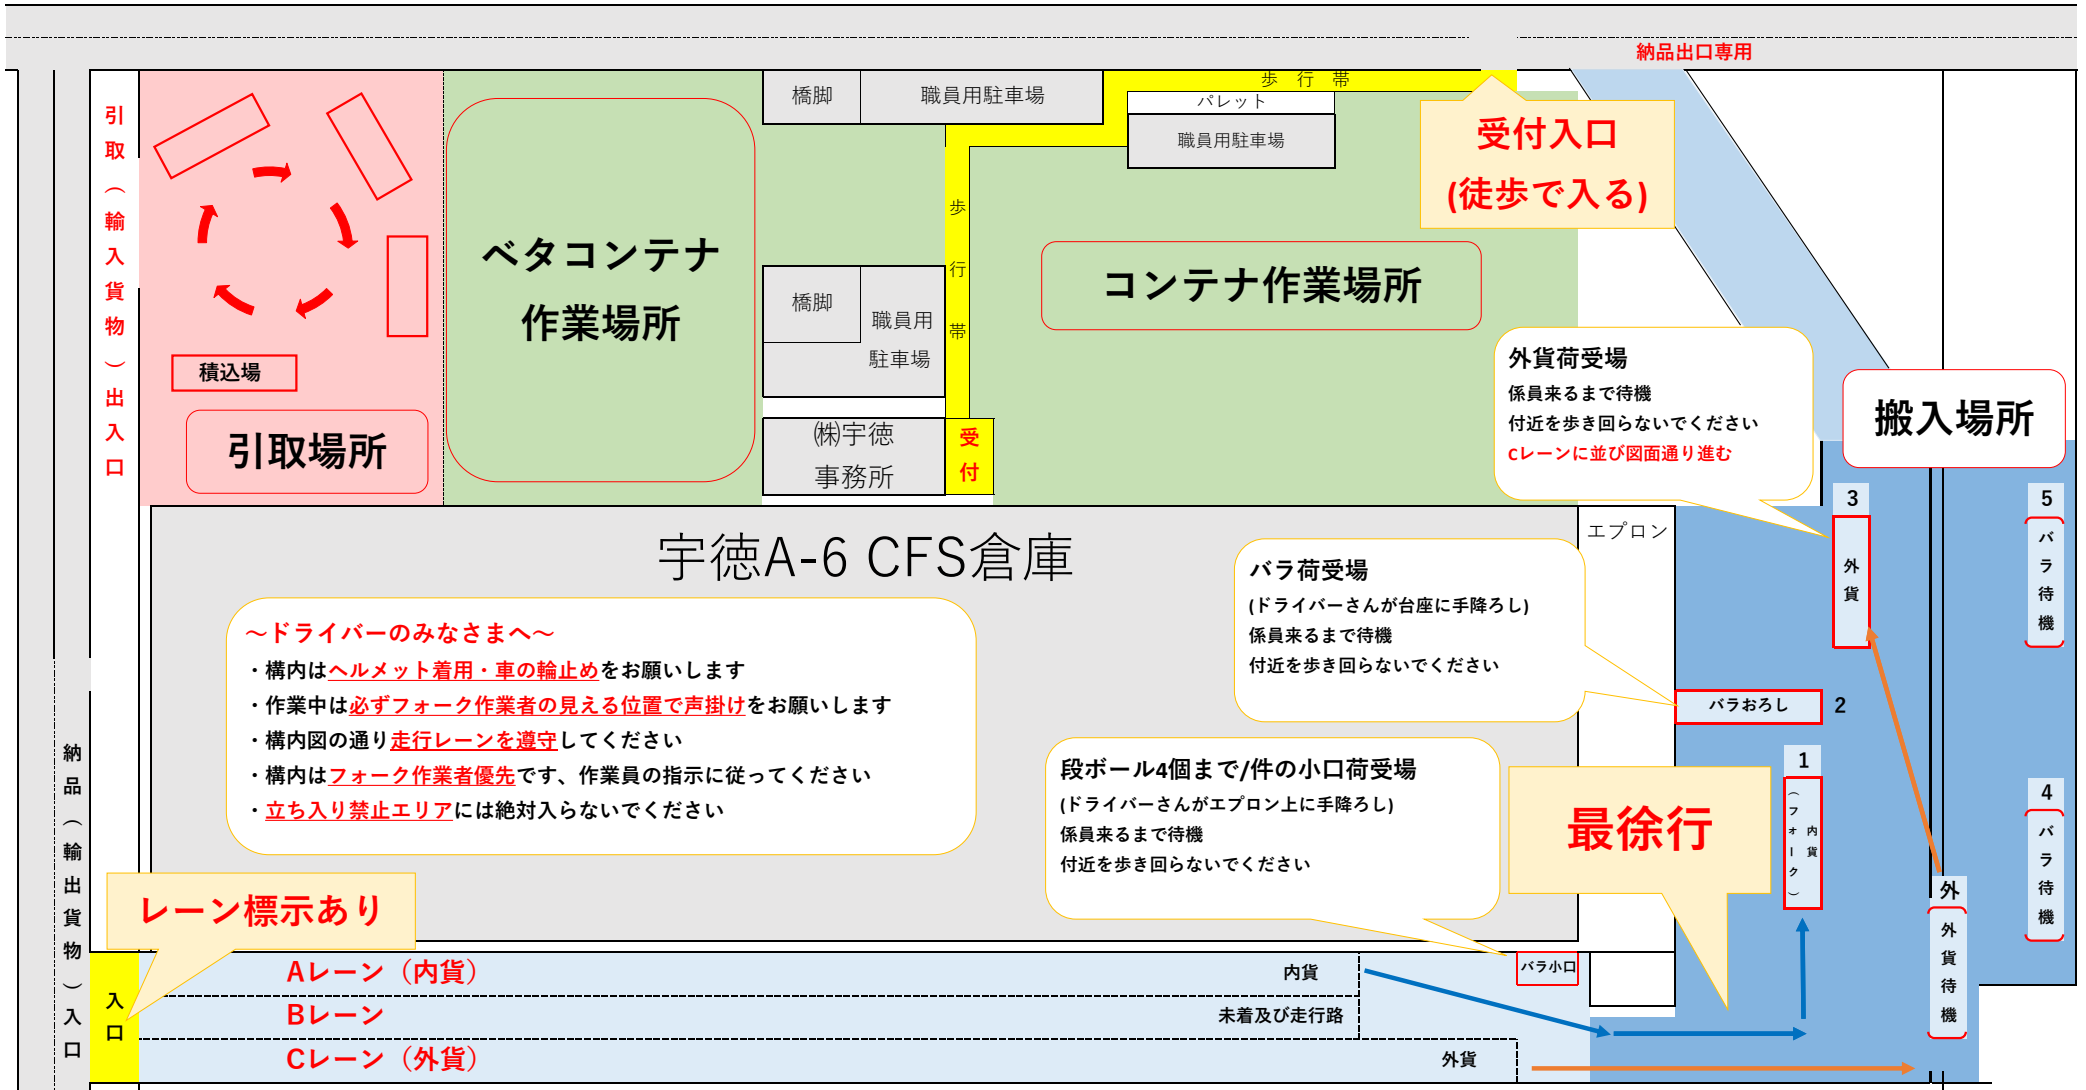 納品出口専用
引取（輸入貨物）出入口
橋脚
職員用駐車場
歩行帯
パレット
職員用駐車場
受付入口
(徒歩で入る)
ベタコンテナ
作業場所
歩行帯
コンテナ作業場所
橋脚
職員用
駐車場
積込場
引取場所
㈱宇徳
事務所
受付
外貨荷受場
係員来るまで待機
付近を歩き回らないでください
Cレーンに並び図面通り進む
搬入場所
宇徳A-6 CFS倉庫
エプロン
3
外貨
5
バラ待機
バラ荷受場
(ドライバーさんが台座に手降ろし)
係員来るまで待機
付近を歩き回らないでください
～ドライバーのみなさまへ～
・構内はヘルメット着用・車の輪止めをお願いします
・作業中は必ずフォーク作業者の見える位置で声掛けをお願いします
・構内図の通り走行レーンを遵守してください
・構内はフォーク作業者優先です、作業員の指示に従ってください
・立ち入り禁止エリアには絶対入らないでください
バラおろし
2
段ボール4個まで/件の小口荷受場
(ドライバーさんがエプロン上に手降ろし)
係員来るまで待機
付近を歩き回らないでください
最徐行
1
内貨
（フォーク）
4
バラ待機
外
外貨待機
納品（輸出貨物）入口
レーン標示あり
入口
Aレーン（内貨）
内貨
バラ小口
Bレーン
未着及び走行路
Cレーン（外貨）
外貨